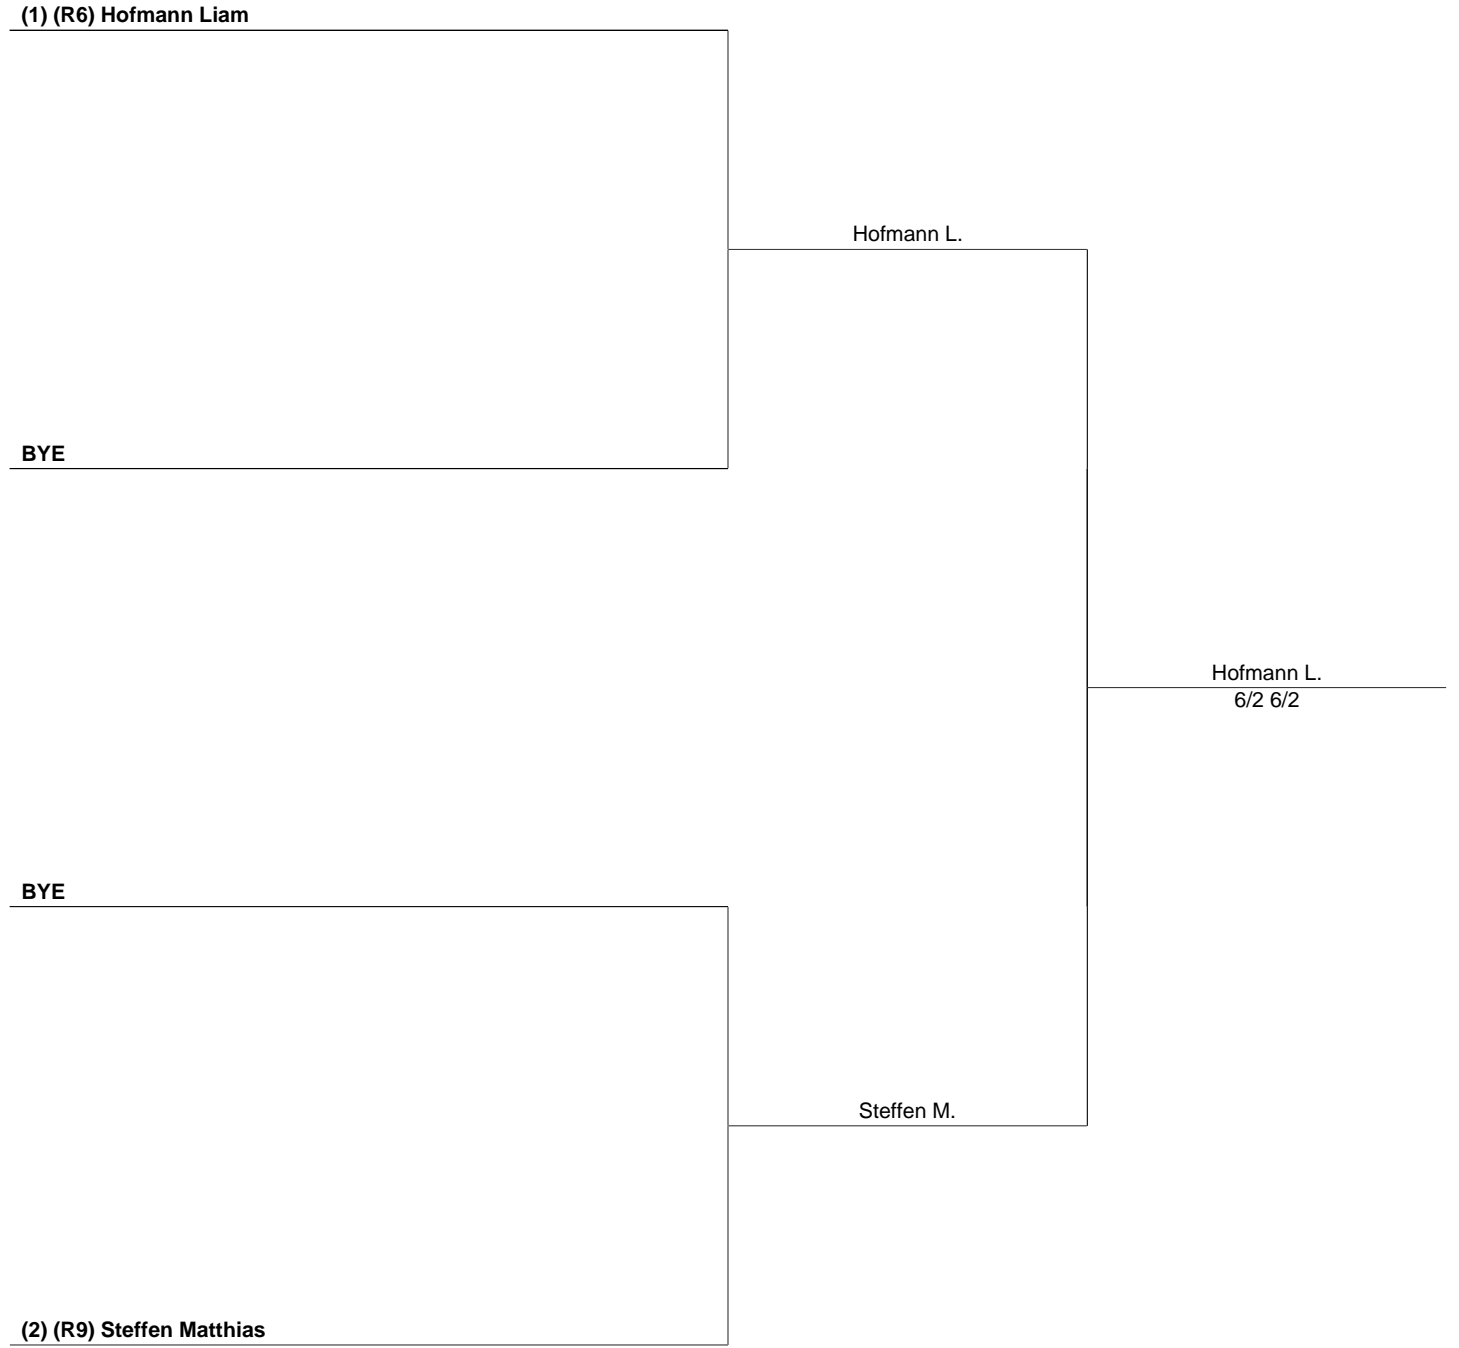 (1) (R6) Hofmann Liam
Hofmann L.
BYE
Hofmann L.
6/2 6/2
BYE
Steffen M.
(2) (R9) Steffen Matthias